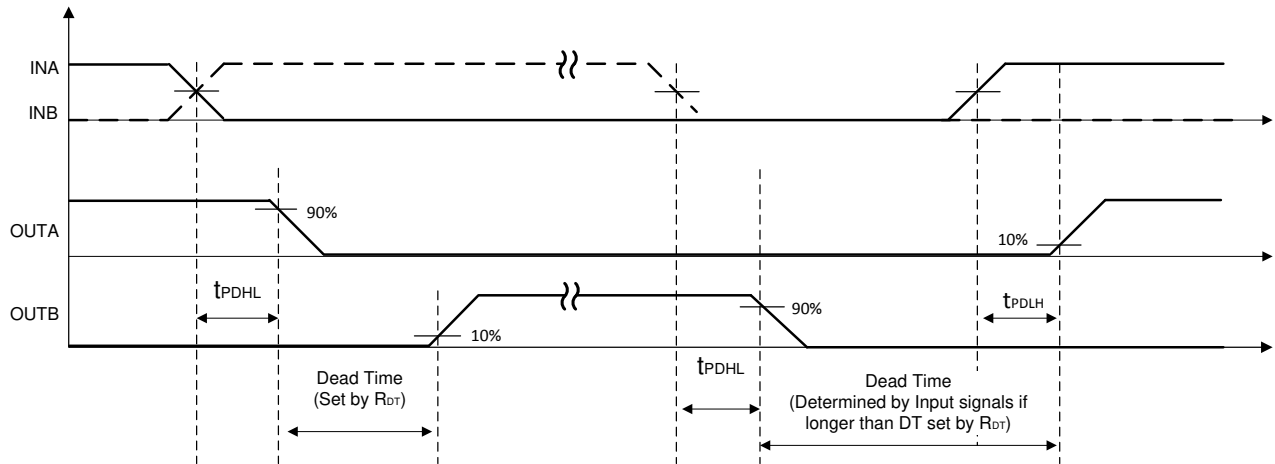 INA
INB
OUTA
90%
10%
tPDHL
tPDLH
OUTB
90%
10%
tPDHL
Dead Time
(Set by RDT)
Dead Time
(Determined by Input signals if
longer than DT set by RDT)